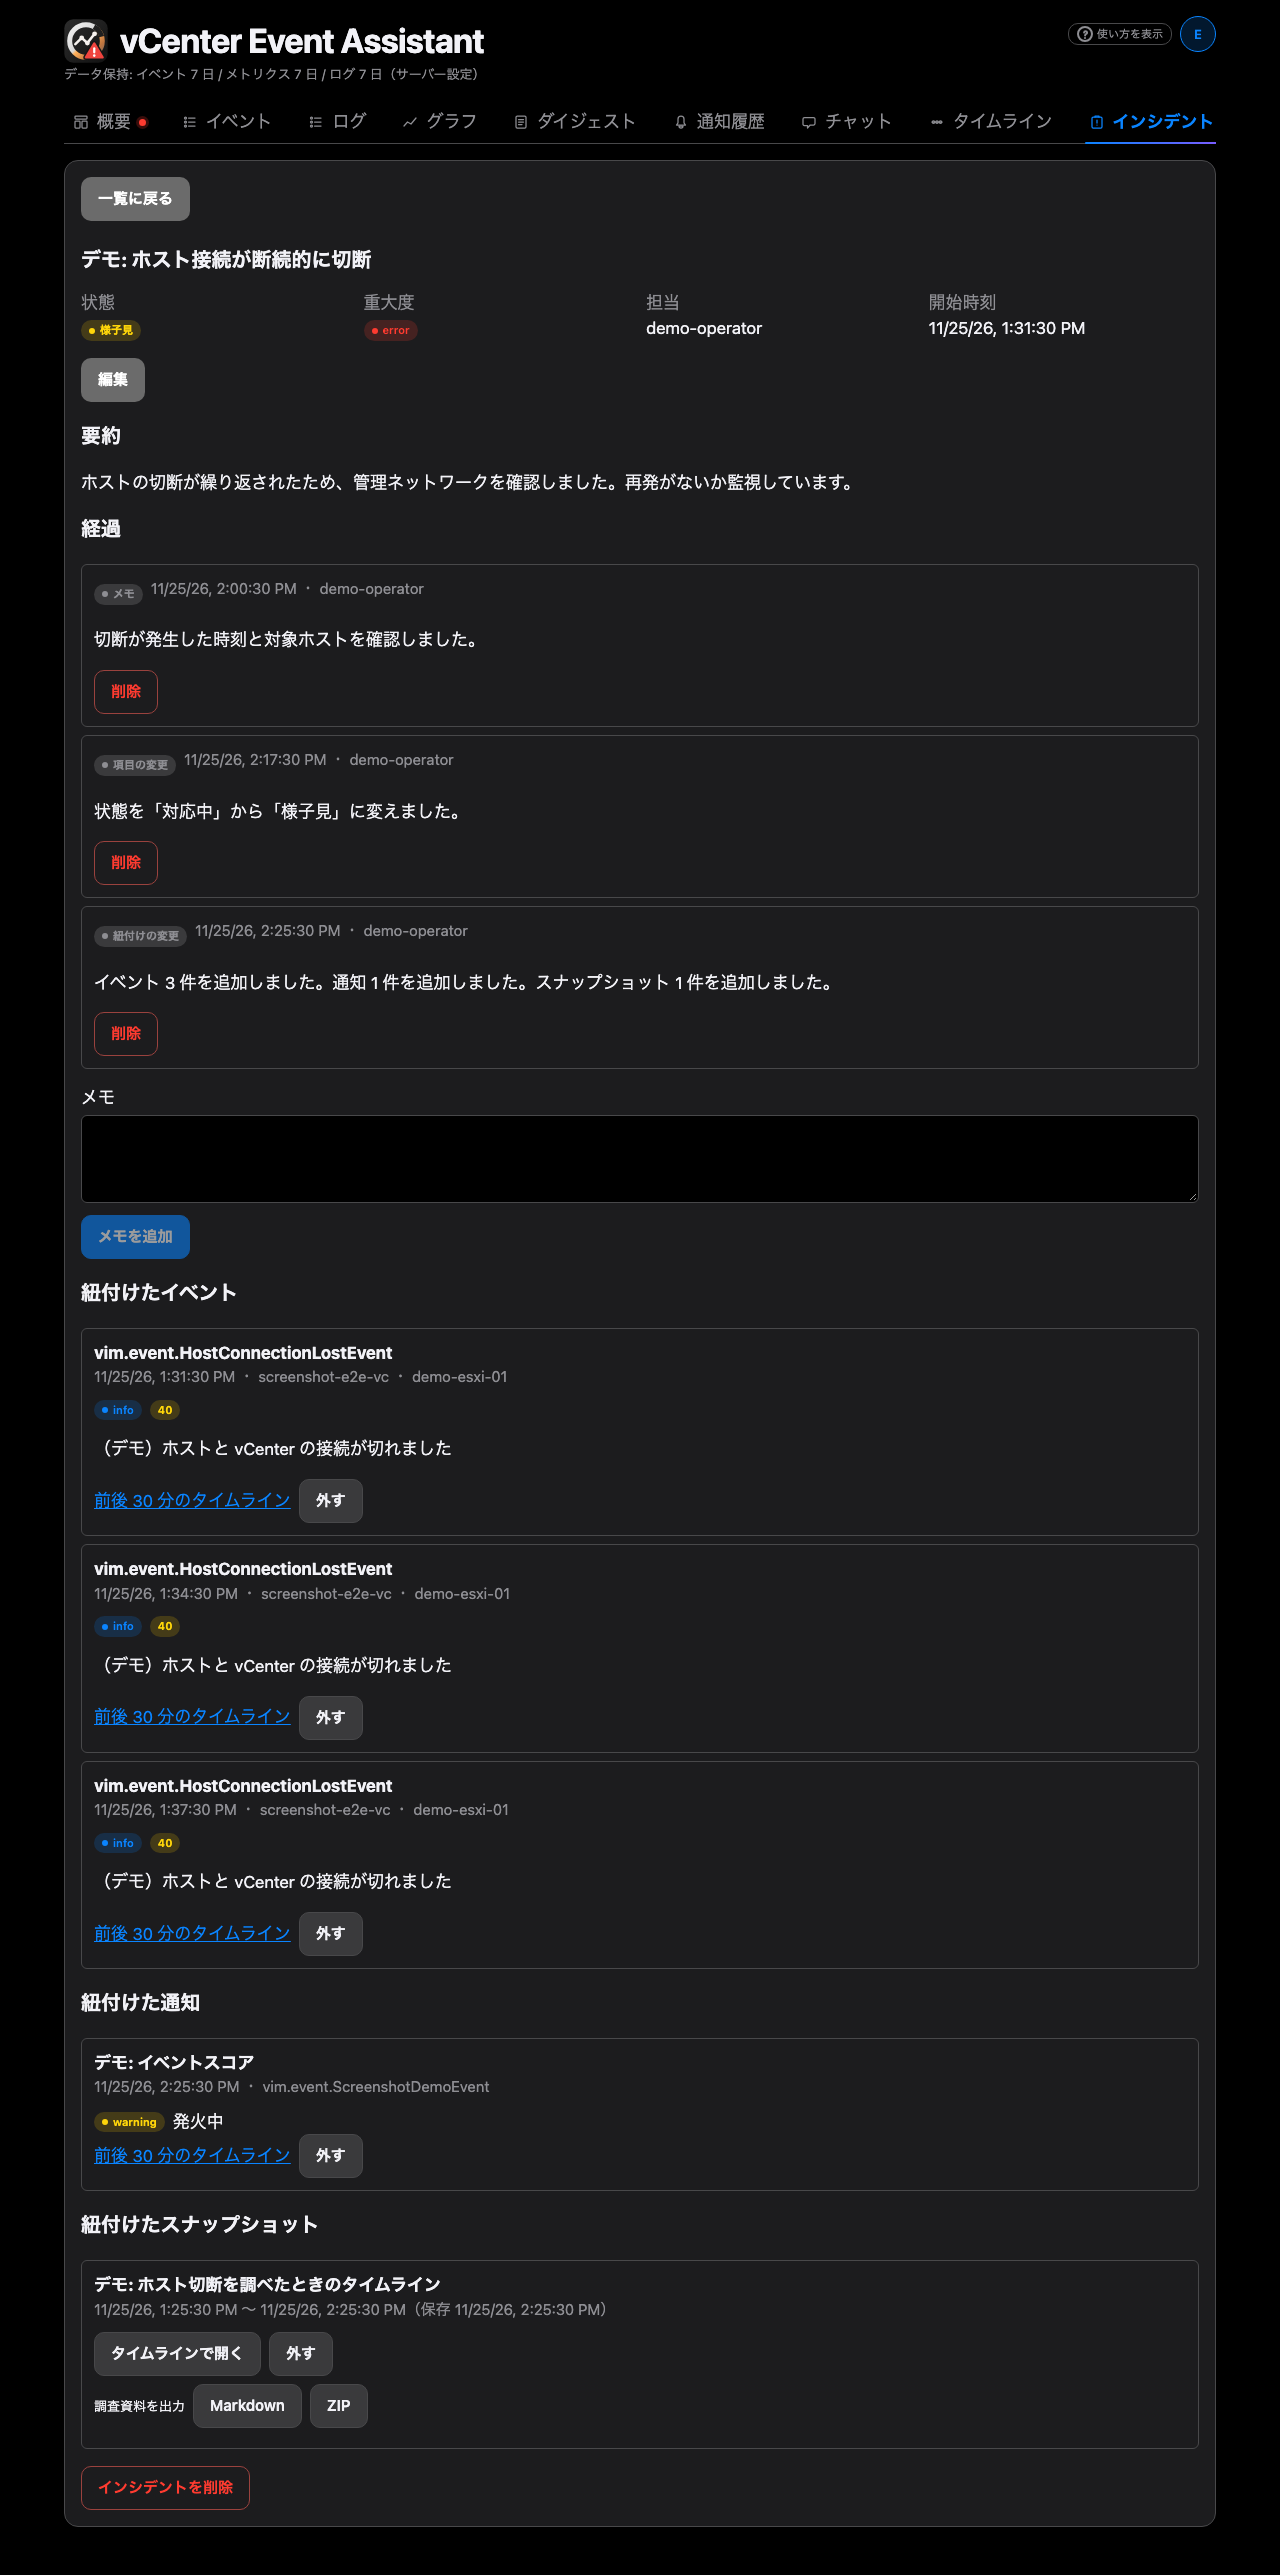 vCenter Event Assistant
使い方を表示
E
データ保持: イベント 7 日 / メトリクス 7 日 / ログ 7 日（サーバー設定）
概要 イベント ログ グラフ ダイジェスト 通知履歴 チャット タイムライン インシデント
一覧に戻る
デモ: ホスト接続が断続的に切断
状態 重大度 担当 開始時刻
様子見 error demo-operator 11/25/26, 1:31:30 PM
編集
要約
ホストの切断が繰り返されたため、管理ネットワークを確認しました。再発がないか監視しています。
経過
メモ 11/25/26, 2:00:30 PM ・ demo-operator
切断が発生した時刻と対象ホストを確認しました。
削除
項目の変更 11/25/26, 2:17:30 PM ・ demo-operator
状態を「対応中」から「様子見」に変えました。
削除
紐付けの変更 11/25/26, 2:25:30 PM ・ demo-operator
イベント 3 件を追加しました。通知 1 件を追加しました。スナップショット 1 件を追加しました。
削除
メモ
メモを追加
紐付けたイベント
vim.event.HostConnectionLostEvent
11/25/26, 1:31:30 PM ・ screenshot-e2e-vc ・ demo-esxi-01
info 40
（デモ）ホストと vCenter の接続が切れました
前後 30 分のタイムライン 外す
vim.event.HostConnectionLostEvent
11/25/26, 1:34:30 PM ・ screenshot-e2e-vc ・ demo-esxi-01
info 40
（デモ）ホストと vCenter の接続が切れました
前後 30 分のタイムライン 外す
vim.event.HostConnectionLostEvent
11/25/26, 1:37:30 PM ・ screenshot-e2e-vc ・ demo-esxi-01
info 40
（デモ）ホストと vCenter の接続が切れました
前後 30 分のタイムライン 外す
紐付けた通知
デモ: イベントスコア
11/25/26, 2:25:30 PM ・ vim.event.ScreenshotDemoEvent
warning 発火中
前後 30 分のタイムライン 外す
紐付けたスナップショット
デモ: ホスト切断を調べたときのタイムライン
11/25/26, 1:25:30 PM 〜 11/25/26, 2:25:30 PM（保存 11/25/26, 2:25:30 PM）
タイムラインで開く 外す
調査資料を出力 Markdown ZIP
インシデントを削除